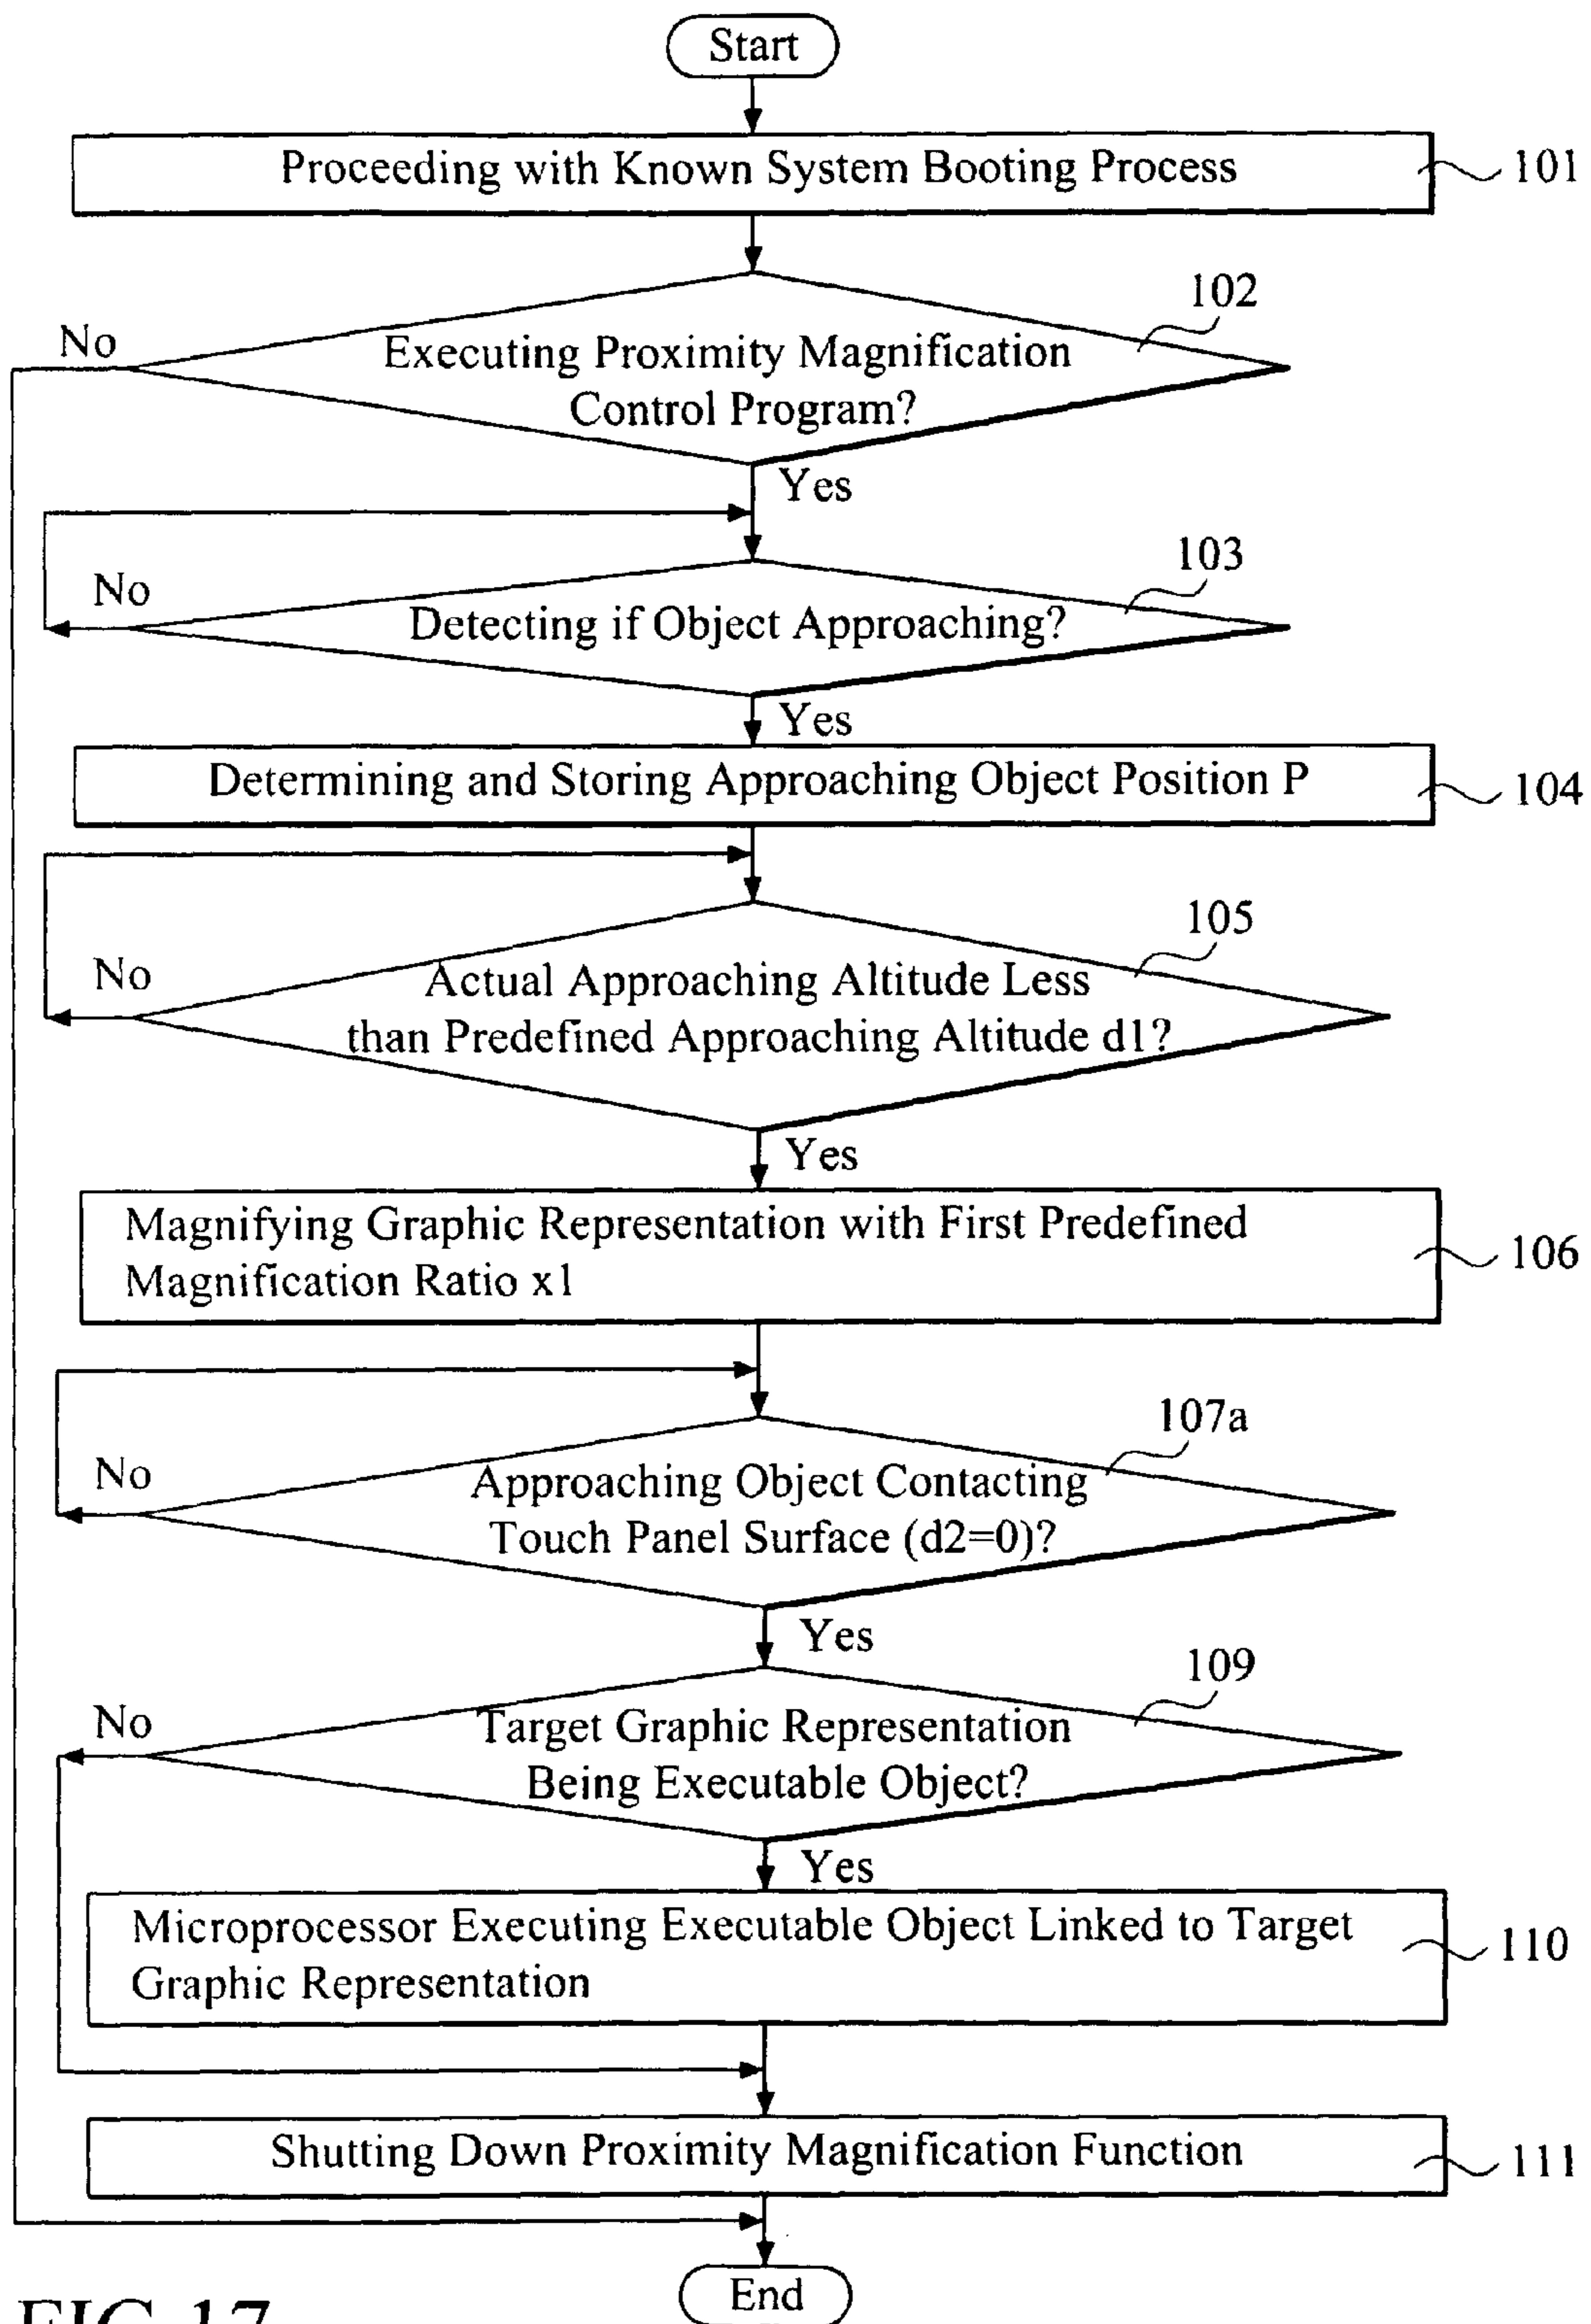 Start
Proceeding with Known System Booting Process
101
102
No
Executing Proximity Magnification
Control Program?
Yes
103
No
Detecting if Object Approaching?
Yes
Determining and Storing Approaching Object Position P
104
105
No
Actual Approaching Altitude Less
than Predefined Approaching Altitude d1?
Yes
Magnifying Graphic Representation with First Predefined
Magnification Ratio x1
106
107a
No
Approaching Object Contacting
Touch Panel Surface (d2=0)?
Yes
109
No
Target Graphic Representation
Being Executable Object?
Yes
Microprocessor Executing Executable Object Linked to Target
Graphic Representation
110
Shutting Down Proximity Magnification Function
111
End
FIG.17